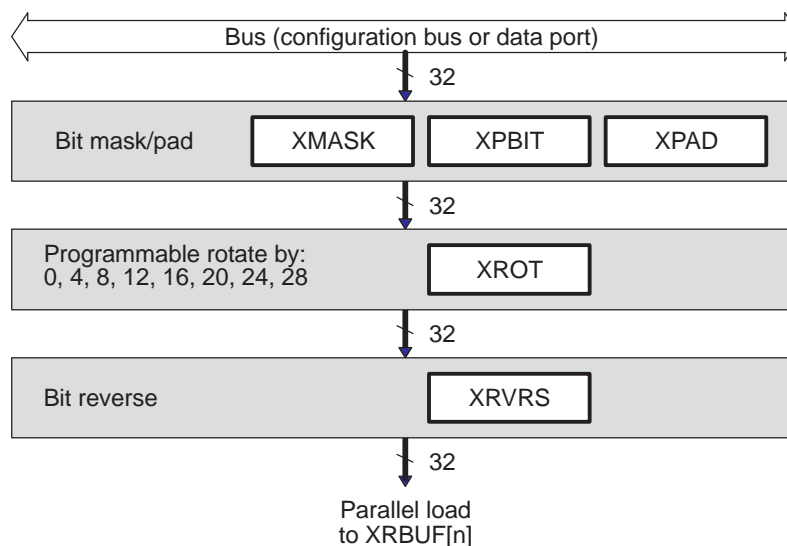 Bus (configuration bus or data port)
32
Bit mask/pad XMASK XPBIT XPAD
32
Programmable rotate by:
0, 4, 8, 12, 16, 20, 24, 28
XROT
32
Bit reverse XRVRS
32
Parallel load
to XRBUF[n]